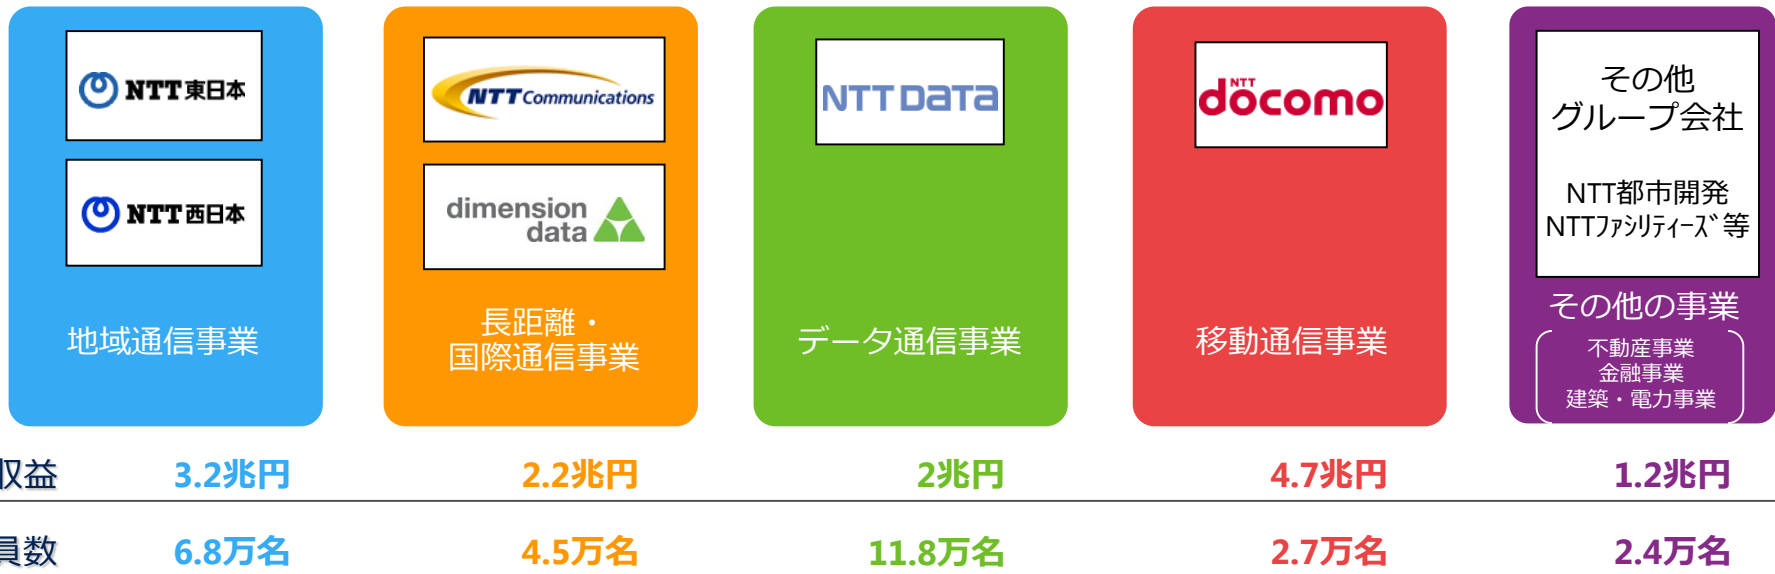 NTT東日本
NTT西日本
地域通信事業
NTT Communications
dimension
data
長距離・
国際通信事業
NTT DATA
データ通信事業
NTT
docomo
移動通信事業
その他
グループ会社
NTT都市開発
NTTファシリティーズ等
その他の事業
不動産事業
金融事業
建築・電力事業
収益 3.2兆円 2.2兆円 2兆円 4.7兆円 1.2兆円
員数 6.8万名 4.5万名 11.8万名 2.7万名 2.4万名